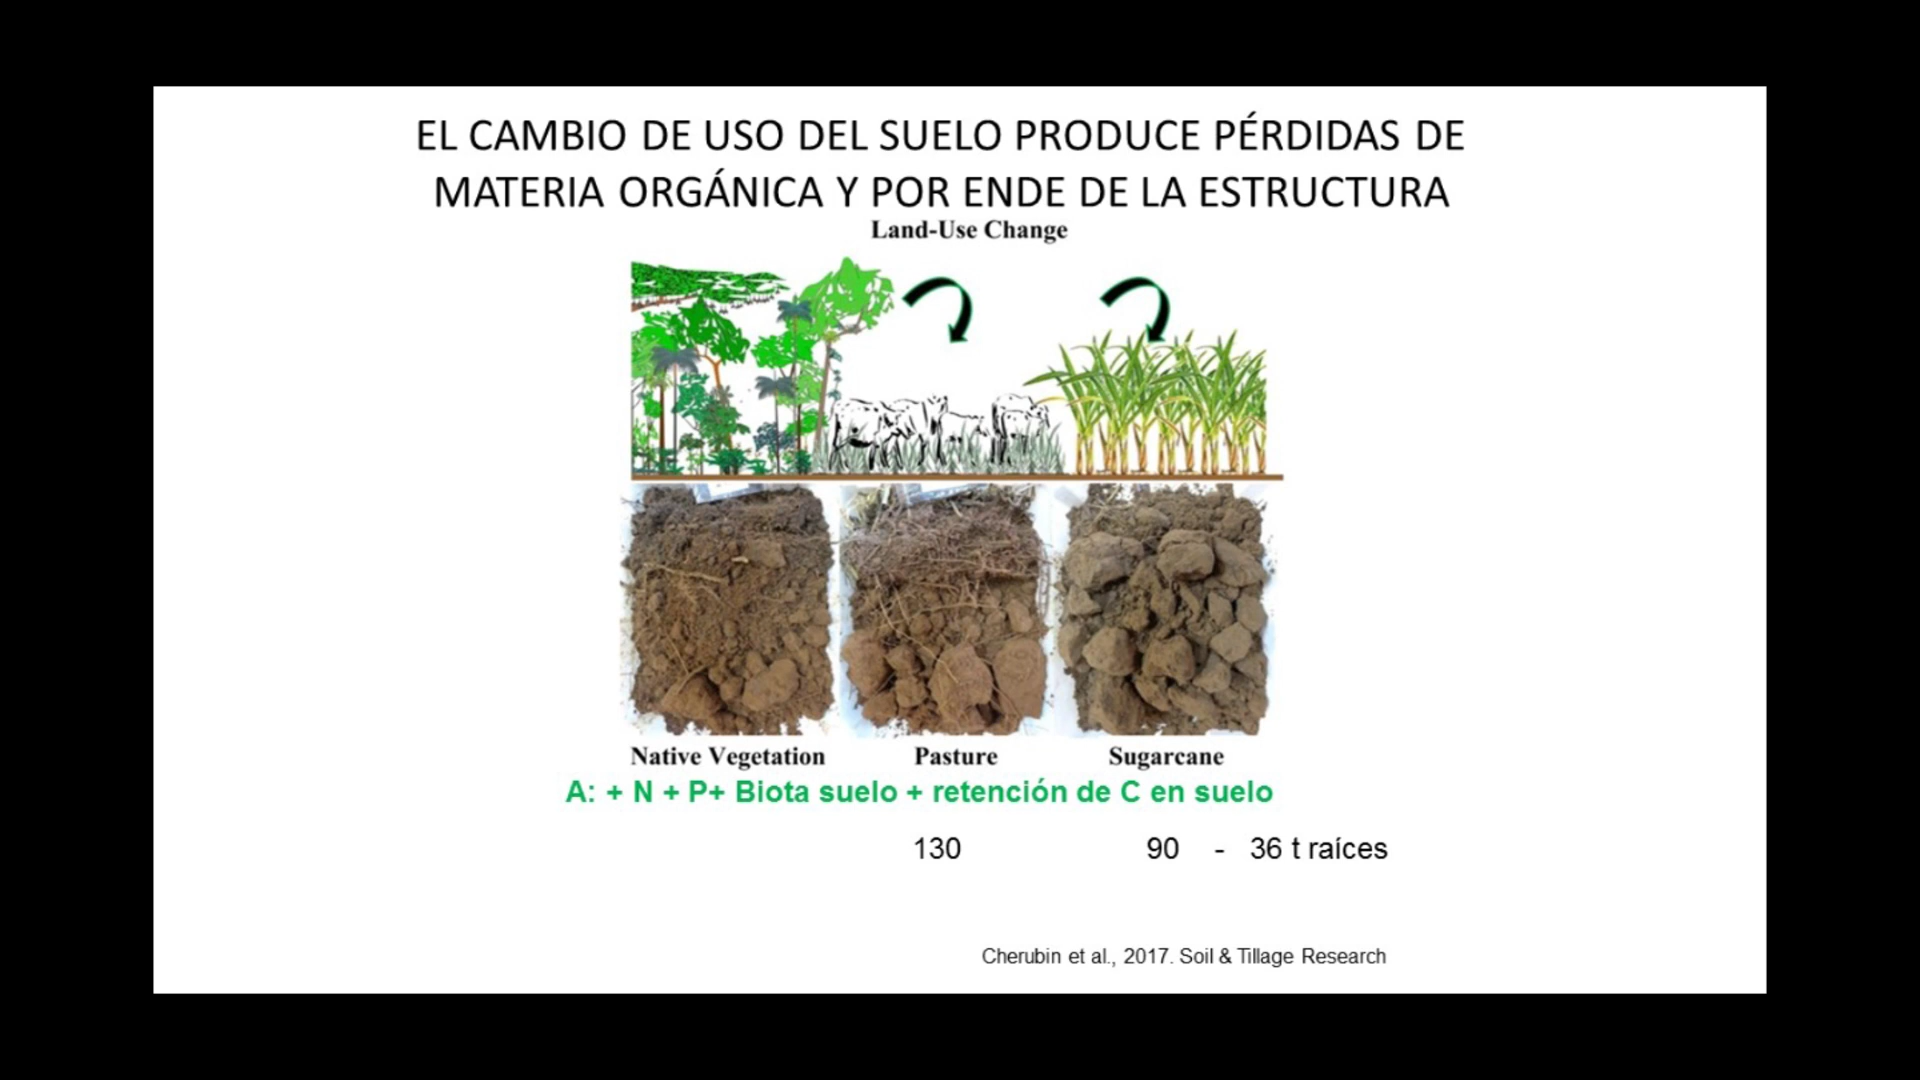 EL CAMBIO DE USO DEL SUELO PRODUCE PÉRDIDAS DE
MATERIA ORGÁNICA Y POR ENDE DE LA ESTRUCTURA
Land-Use Change
Native Vegetation Pasture Sugarcane
A: + N + P+ Biota suelo + retención de C en suelo
130 90 - 36 t raíces
Cherubin et al., 2017. Soil & Tillage Research